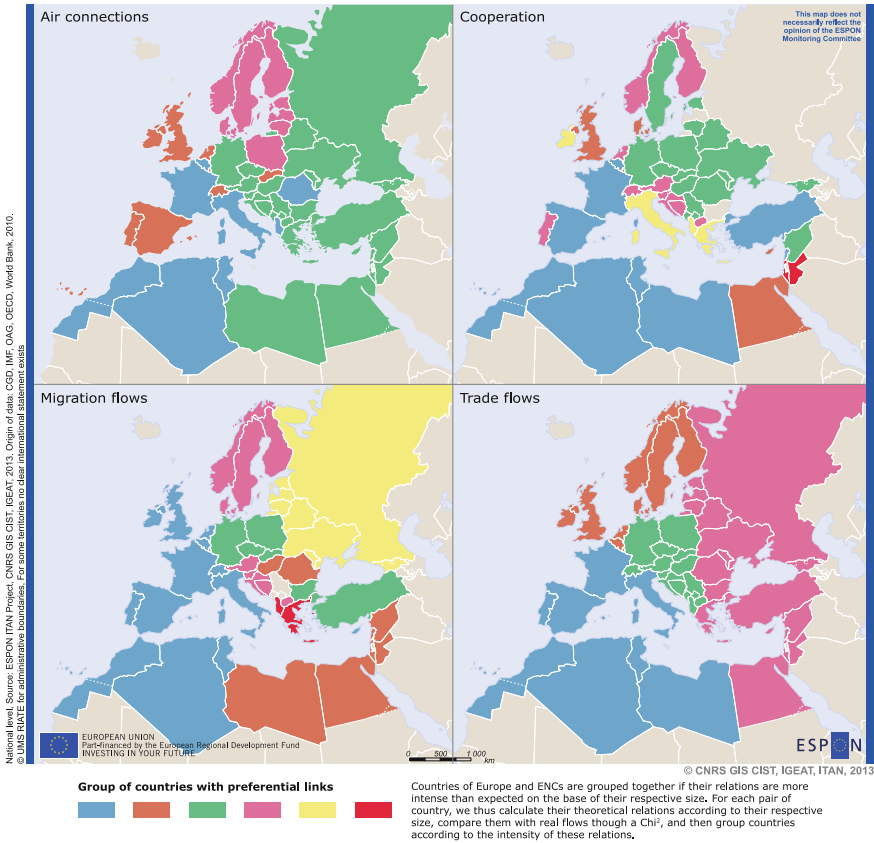 Air connections
Cooperation
This map does not
necessarily reflect the
opinion of the ESPON
Monitoring Committee
Migration flows
Trade flows
National level, Source: ESPON ITAN Project, CNRS GIS CIST, IGEAT, 2013. Origin of data: CGD, IMF, OAG, OECD, World Bank, 2010.
© UMS RIATE for administrative boundaries, For some territories no clear international statement exists
EUROPEAN UNION
Part-financed by the European Regional Development Fund
INVESTING IN YOUR FUTURE
0 500 1 000
km
ESPON
© CNRS GIS CIST, IGEAT, ITAN, 2013
Group of countries with preferential links
Countries of Europe and ENCs are grouped together if their relations are more
intense than expected on the base of their respective size. For each pair of
country, we thus calculate their theoretical relations according to their respective
size, compare them with real flows though a Chi², and then group countries
according to the intensity of these relations.